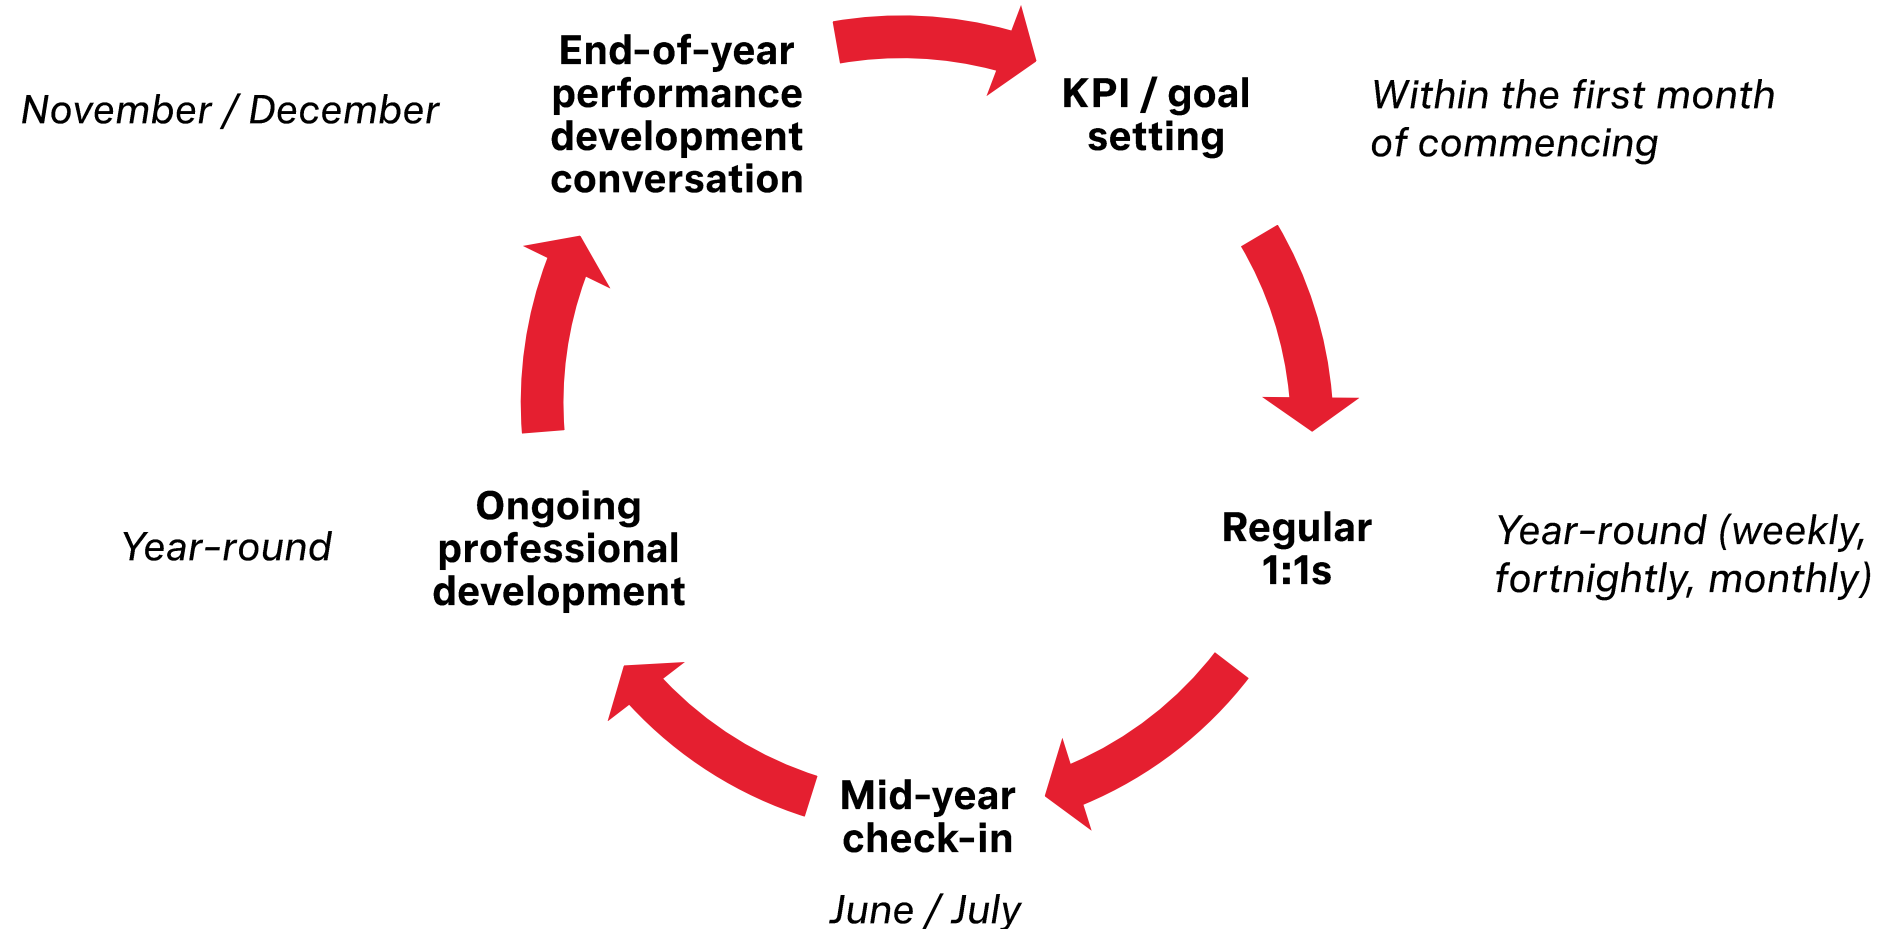 End-of-year
performance
development
conversation
November / December
KPI / goal
setting
Within the first month
of commencing
Regular
1:1s
Year-round (weekly,
fortnightly, monthly)
Mid-year
check-in
June / July
Ongoing
professional
development
Year-round